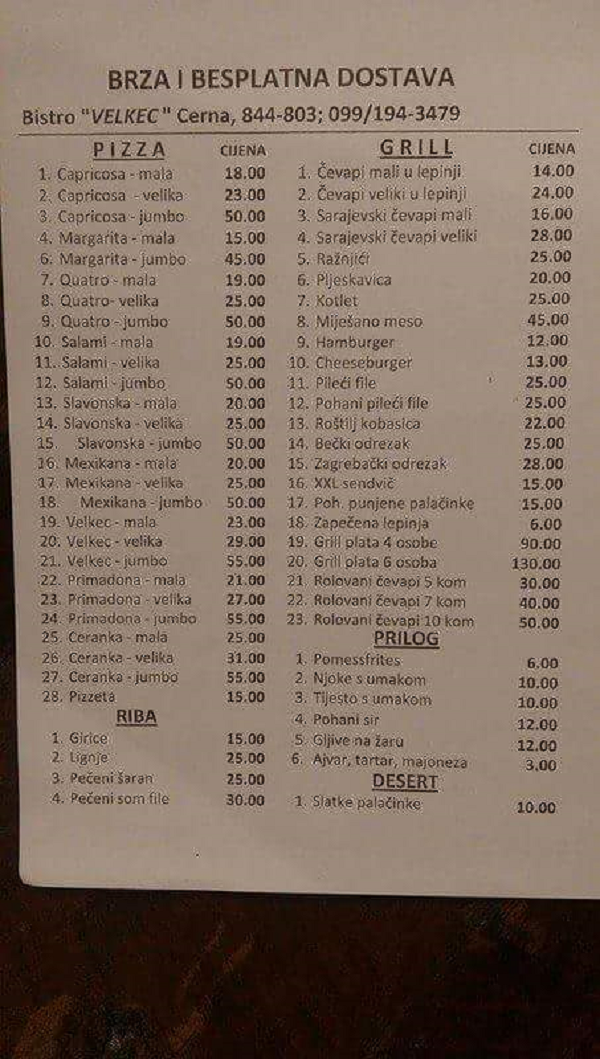 BRZA I BESPLATNA DOSTAVA
Bistro "VELKEC" Cerna, 844-803; 099/194-3479
PIZZA CIJENA
1. Capricosa - mala 18.00
2. Capricosa - velika 23.00
3. Capricosa - jumbo 50.00
4. Margarita - mala 15.00
6. Margarita - jumbo 45.00
7. Quatro - mala 19.00
8. Quatro- velika 25.00
9. Quatro - jumbo 50.00
10. Salami - mala 19.00
11. Salami - velika 25.00
12. Salami - jumbo 50.00
13. Slavonska - mala 20.00
14. Slavonska - velika 25.00
15. Slavonska - jumbo 50.00
16. Mexikana - mala 20.00
17. Mexikana - velika 25.00
18. Mexikana - jumbo 50.00
19. Velkec - mala 23.00
20. Velkec - velika 29.00
21. Velkec - jumbo 55.00
22. Primadona - mala 21.00
23. Primadona - velika 27.00
24. Primadona - jumbo 55.00
25. Ceranka - mala 25.00
26. Ceranka - velika 31.00
27. Ceranka - jumbo 55.00
28. Pizzeta 15.00
RIBA
1. Girice 15.00
2. Lignje 25.00
3. Pečeni šaran 25.00
4. Pečeni som file 30.00
GRILL CIJENA
1. Čevapi mali u lepinji 14.00
2. Čevapi veliki u lepinji 24.00
3. Sarajevski čevapi mali 16.00
4. Sarajevski čevapi veliki 28.00
5. Ražnjići 25.00
6. Pljeskavica 20.00
7. Kotlet 25.00
8. Miješano meso 45.00
9. Hamburger 12.00
10. Cheeseburger 13.00
11. Pileći file 25.00
12. Pohani pileći file 25.00
13. Roštilj kobasica 22.00
14. Bečki odrezak 25.00
15. Zagrebački odrezak 28.00
16. XXL sendvič 15.00
17. Poh. punjene palačinke 15.00
18. Zapečena lepinja 6.00
19. Grill plata 4 osobe 90.00
20. Grill plata 6 osoba 130.00
21. Rolovani čevapi 5 kom 30.00
22. Rolovani čevapi 7 kom 40.00
23. Rolovani čevapi 10 kom 50.00
PRILOG
1. Pomessfrites 6.00
2. Njoke s umakom 10.00
3. Tijesto s umakom 10.00
4. Pohani sir 12.00
5. Gljive na žaru 12.00
6. Ajvar, tartar, majoneza 3.00
DESERT
1. Slatke palačinke 10.00